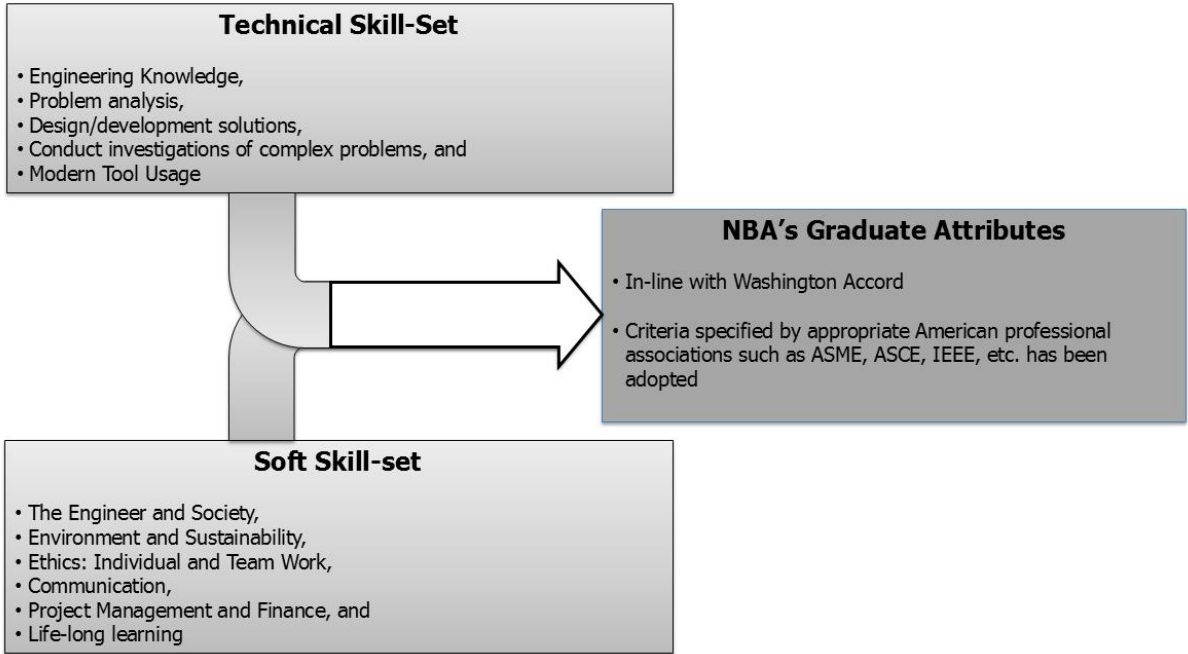 Technical Skill-Set
• Engineering Knowledge,
• Problem analysis,
• Design/development solutions,
• Conduct investigations of complex problems, and
• Modern Tool Usage
NBA’s Graduate Attributes
• In-line with Washington Accord
• Criteria specified by appropriate American professional
associations such as ASME, ASCE, IEEE, etc. has been
adopted
Soft Skill-set
• The Engineer and Society,
• Environment and Sustainability,
• Ethics: Individual and Team Work,
• Communication,
• Project Management and Finance, and
• Life-long learning